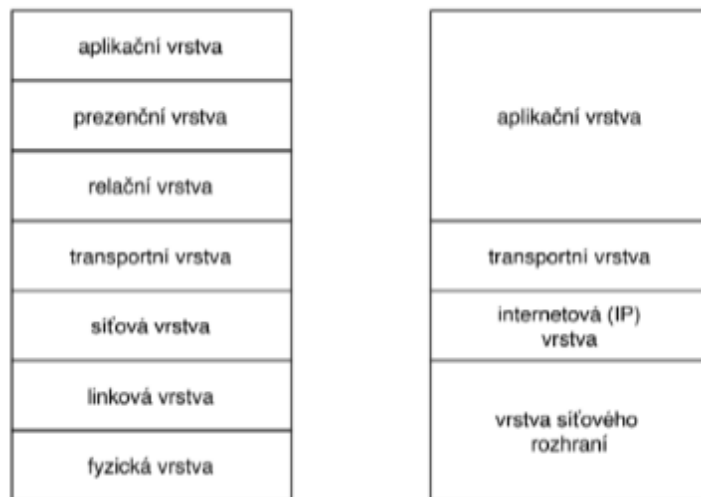 aplikační vrstva
prezenční vrstva
relační vrstva
transportní vrstva
síťová vrstva
linková vrstva
fyzická vrstva
aplikační vrstva
transportní vrstva
internetová (IP)
vrstva
vrstva síťového
rozhraní